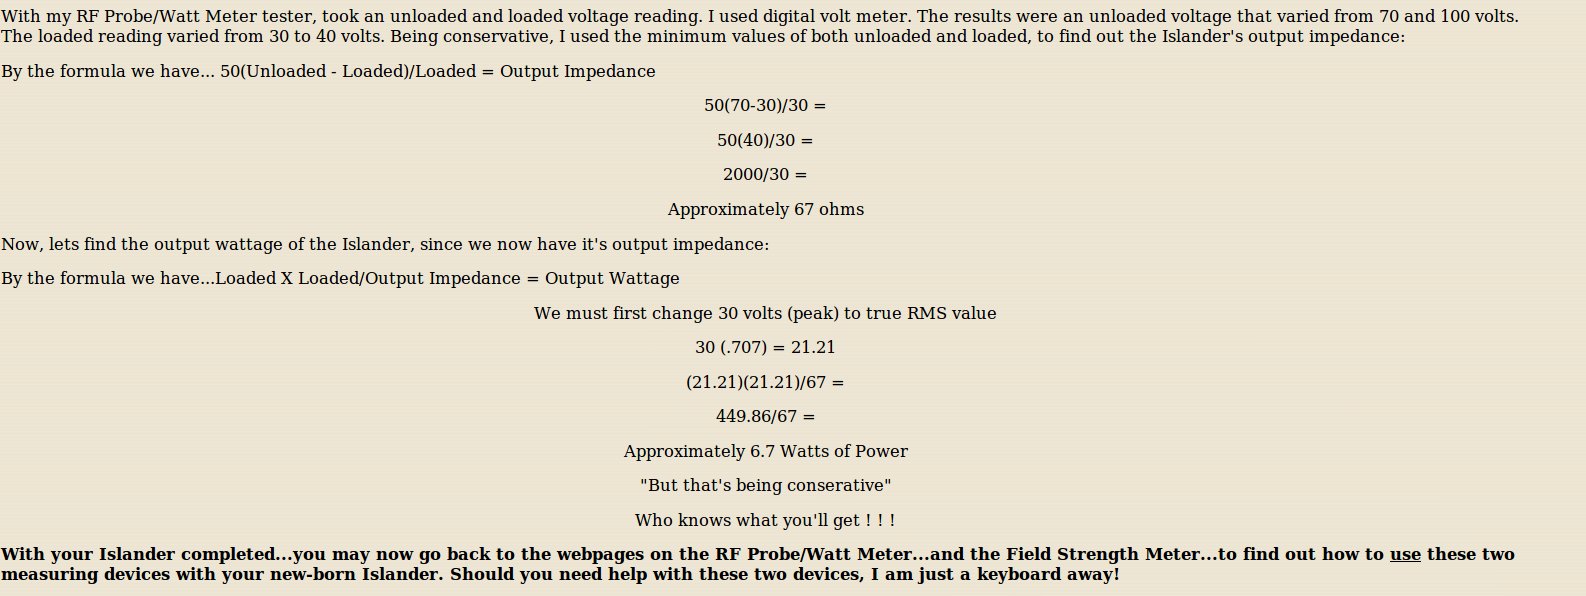 With my RF Probe/Watt Meter tester, took an unloaded and loaded voltage reading. I used digital volt meter. The results were an unloaded voltage that varied from 70 and 100 volts.
The loaded reading varied from 30 to 40 volts. Being conservative, I used the minimum values of both unloaded and loaded, to find out the Islander's output impedance:
By the formula we have... 50(Unloaded - Loaded)/Loaded = Output Impedance
50(70-30)/30 =
50(40)/30 =
2000/30 =
Approximately 67 ohms
Now, lets find the output wattage of the Islander, since we now have it's output impedance:
By the formula we have...Loaded X Loaded/Output Impedance = Output Wattage
We must first change 30 volts (peak) to true RMS value
30 (.707) = 21.21
(21.21)(21.21)/67 =
449.86/67 =
Approximately 6.7 Watts of Power
"But that's being conserative"
Who knows what you'll get ! ! !
With your Islander completed...you may now go back to the webpages on the RF Probe/Watt Meter...and the Field Strength Meter...to find out how to use these two
measuring devices with your new-born Islander. Should you need help with these two devices, I am just a keyboard away!